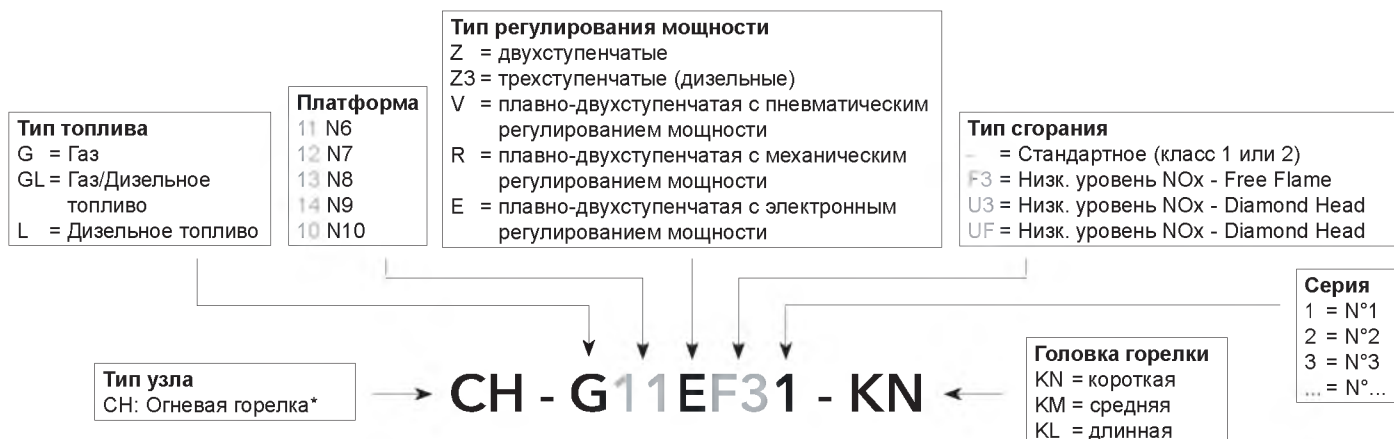 Тип топлива
G = Газ
GL = Газ/Дизельное
топливо
L = Дизельное топливо
Платформа
11 N6
12 N7
13 N8
14 N9
10 N10
Тип регулирования мощности
Z = двухступенчатые
Z3 = трехступенчатые (дизельные)
V = плавно-двухступенчатая с пневматическим
регулированием мощности
R = плавно-двухступенчатая с механическим
регулированием мощности
E = плавно-двухступенчатая с электронным
регулированием мощности
Тип сгорания
- = Стандартное (класс 1 или 2)
F3 = Низк. уровень NOx - Free Flame
U3 = Низк. уровень NOx - Diamond Head
UF = Низк. уровень NOx - Diamond Head
Серия
1 = N°1
2 = N°2
3 = N°3
... = N°...
Тип узла
CH: Огневая горелка*
CH - G11EF31 - KN
Головка горелки
KN = короткая
KM = средняя
KL = длинная